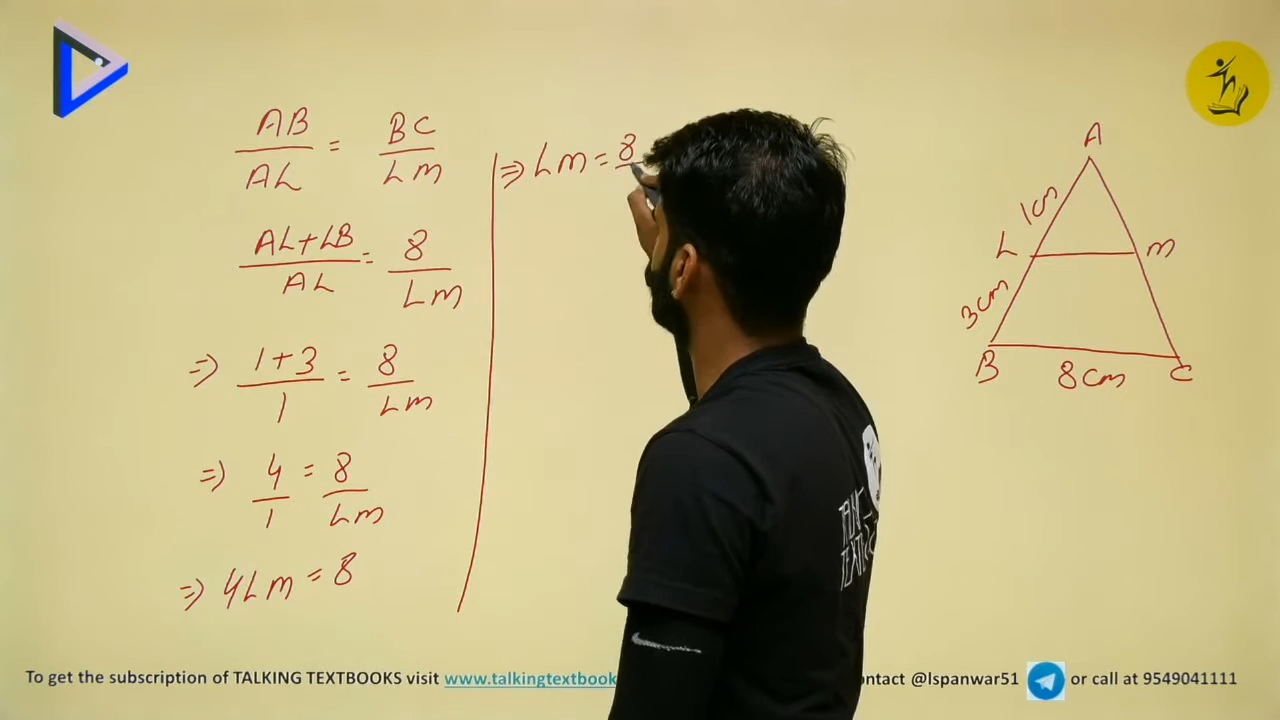 AB/AL = BC/LM
AL+LB/AL = 8/LM
=> 1+3/1 = 8/LM
=> 4/1 = 8/LM
=> 4LM = 8
=> LM = 8
A
1cm
L
M
3cm
B
8cm
C
To get the subscription of TALKING TEXTBOOKS visit www.talkingtextbook
@lspanwar51 or call at 9549041111